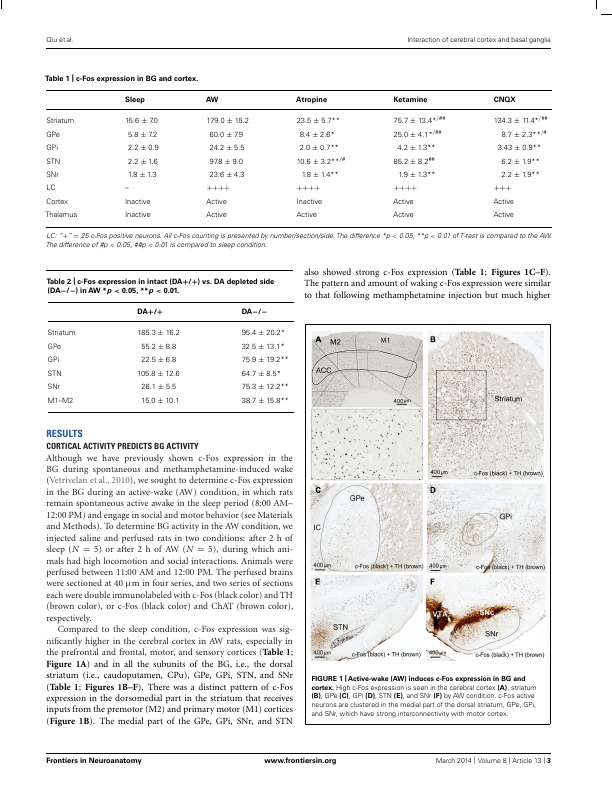 Qiu et al.
Interaction of cerebral cortex and basal ganglia
Table 1 | c-Fos expression in BG and cortex.
Sleep AW Atropine Ketamine CNQX
Striatum 15.6 ± 7.0 179.0 ± 15.2 23.5 ± 5.7** 75.7 ± 13.4*/## 134.3 ± 11.4*/##
GPe 5.8 ± 7.2 60.0 ± 7.9 8.4 ± 2.6* 25.0 ± 4.1*/## 8.7 ± 2.3**/#
GPi 2.2 ± 0.9 24.2 ± 5.5 2.0 ± 0.7** 4.2 ± 1.3** 3.43 ± 0.9**
STN 2.2 ± 1.6 97.8 ± 9.0 10.6 ± 3.2**/# 85.2 ± 8.2## 6.2 ± 1.9**
SNr 1.8 ± 1.3 23.6 ± 4.3 1.8 ± 1.4** 1.9 ± 1.3** 2.2 ± 1.9**
LC – ++++ ++++ ++++ +++
Cortex Inactive Active Inactive Active Active
Thalamus Inactive Active Active Active Active
LC: "+" = 25 c-Fos positive neurons. All c-Fos counting is presented by number/section/side. The difference *p < 0.05, **p < 0.01 of T-test is compared to the AW.
The difference of #p < 0.05, ##p < 0.01 is compared to sleep condition.
Table 2 | c-Fos expression in intact (DA+/+) vs. DA depleted side
(DA−/−) in AW *p < 0.05, **p < 0.01.
DA+/+ DA−/−
Striatum 185.3 ± 16.2 95.4 ± 20.2*
GPe 55.2 ± 8.8 32.5 ± 13.1*
GPi 22.5 ± 6.8 75.9 ± 19.2**
STN 105.8 ± 12.6 64.7 ± 8.5*
SNr 26.1 ± 5.5 75.3 ± 12.2**
M1–M2 15.0 ± 10.1 38.7 ± 15.8**
RESULTS
CORTICAL ACTIVITY PREDICTS BG ACTIVITY
Although we have previously shown c-Fos expression in the
BG during spontaneous and methamphetamine-induced wake
(Vetrivelan et al., 2010), we sought to determine c-Fos expression
in the BG during an active-wake (AW) condition, in which rats
remain spontaneous active awake in the sleep period (8:00 AM–
12:00 PM) and engage in social and motor behavior (see Materials
and Methods). To determine BG activity in the AW condition, we
injected saline and perfused rats in two conditions: after 2 h of
sleep (N = 5) or after 2 h of AW (N = 5), during which ani-
mals had high locomotion and social interactions. Animals were
perfused between 11:00 AM and 12:00 PM. The perfused brains
were sectioned at 40 μm in four series, and two series of sections
each were double immunolabeled with c-Fos (black color) and TH
(brown color), or c-Fos (black color) and ChAT (brown color),
respectively.
Compared to the sleep condition, c-Fos expression was sig-
nificantly higher in the cerebral cortex in AW rats, especially in
the prefrontal and frontal, motor, and sensory cortices (Table 1;
Figure 1A) and in all the subunits of the BG, i.e., the dorsal
striatum (i.e., caudoputamen, CPu), GPe, GPi, STN, and SNr
(Table 1; Figures 1B–F). There was a distinct pattern of c-Fos
expression in the dorsomedial part in the striatum that receives
inputs from the premotor (M2) and primary motor (M1) cortices
(Figure 1B). The medial part of the GPe, GPi, SNr, and STN
also showed strong c-Fos expression (Table 1; Figures 1C–F).
The pattern and amount of waking c-Fos expression were similar
to that following methamphetamine injection but much higher
A M2 M1
ACC
400μm
B
Striatum
400μm c-Fos (black) + TH (brown)
C GPe
IC
400μm c-Fos (black) + TH (brown)
D
GPi
400μm c-Fos (black) + TH (brown)
E
STN
400μm c-Fos (black) + TH (brown)
F
VTA SNc
SNr
400μm c-Fos (black) + TH (brown)
FIGURE 1 | Active-wake (AW) induces c-Fos expression in BG and
cortex. High c-Fos expression is seen in the cerebral cortex (A), striatum
(B), GPe (C), GPi (D), STN (E), and SNr (F) by AW condition. c-Fos active
neurons are clustered in the medial part of the dorsal striatum, GPe, GPi,
and SNr, which have strong interconnectivity with motor cortex.
Frontiers in Neuroanatomy
www.frontiersin.org
March 2014 | Volume 8 | Article 13 | 3